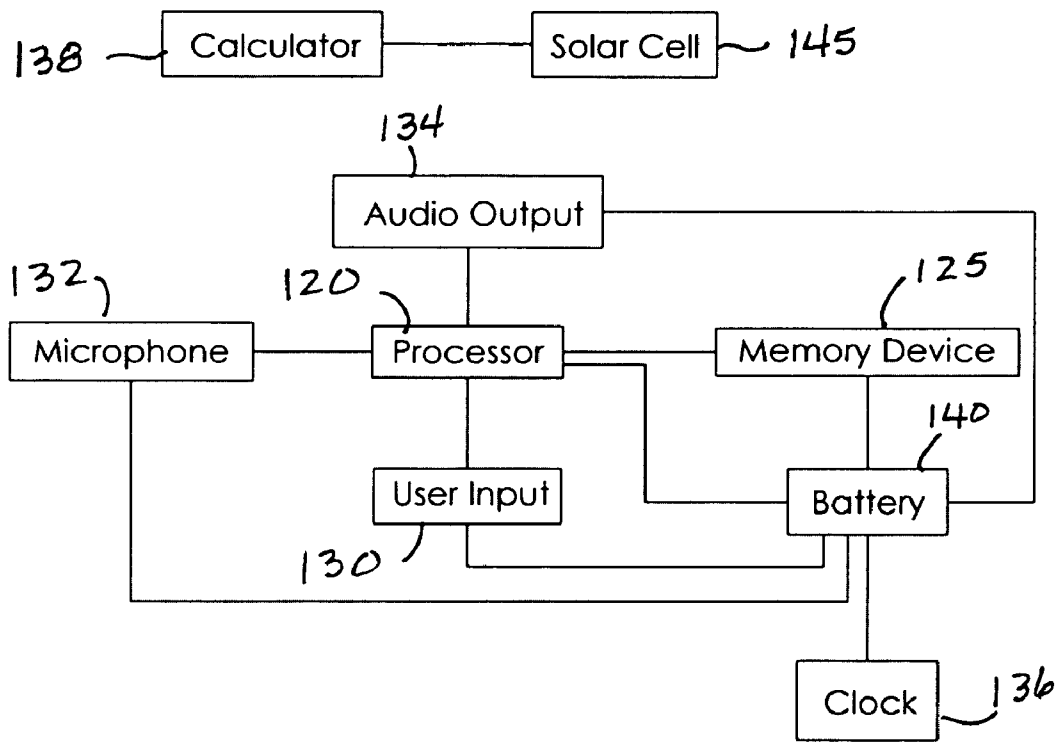 138 Calculator Solar Cell 145
134
Audio Output
132 120 125
Microphone Processor Memory Device
140
User Input Battery
130
Clock 136